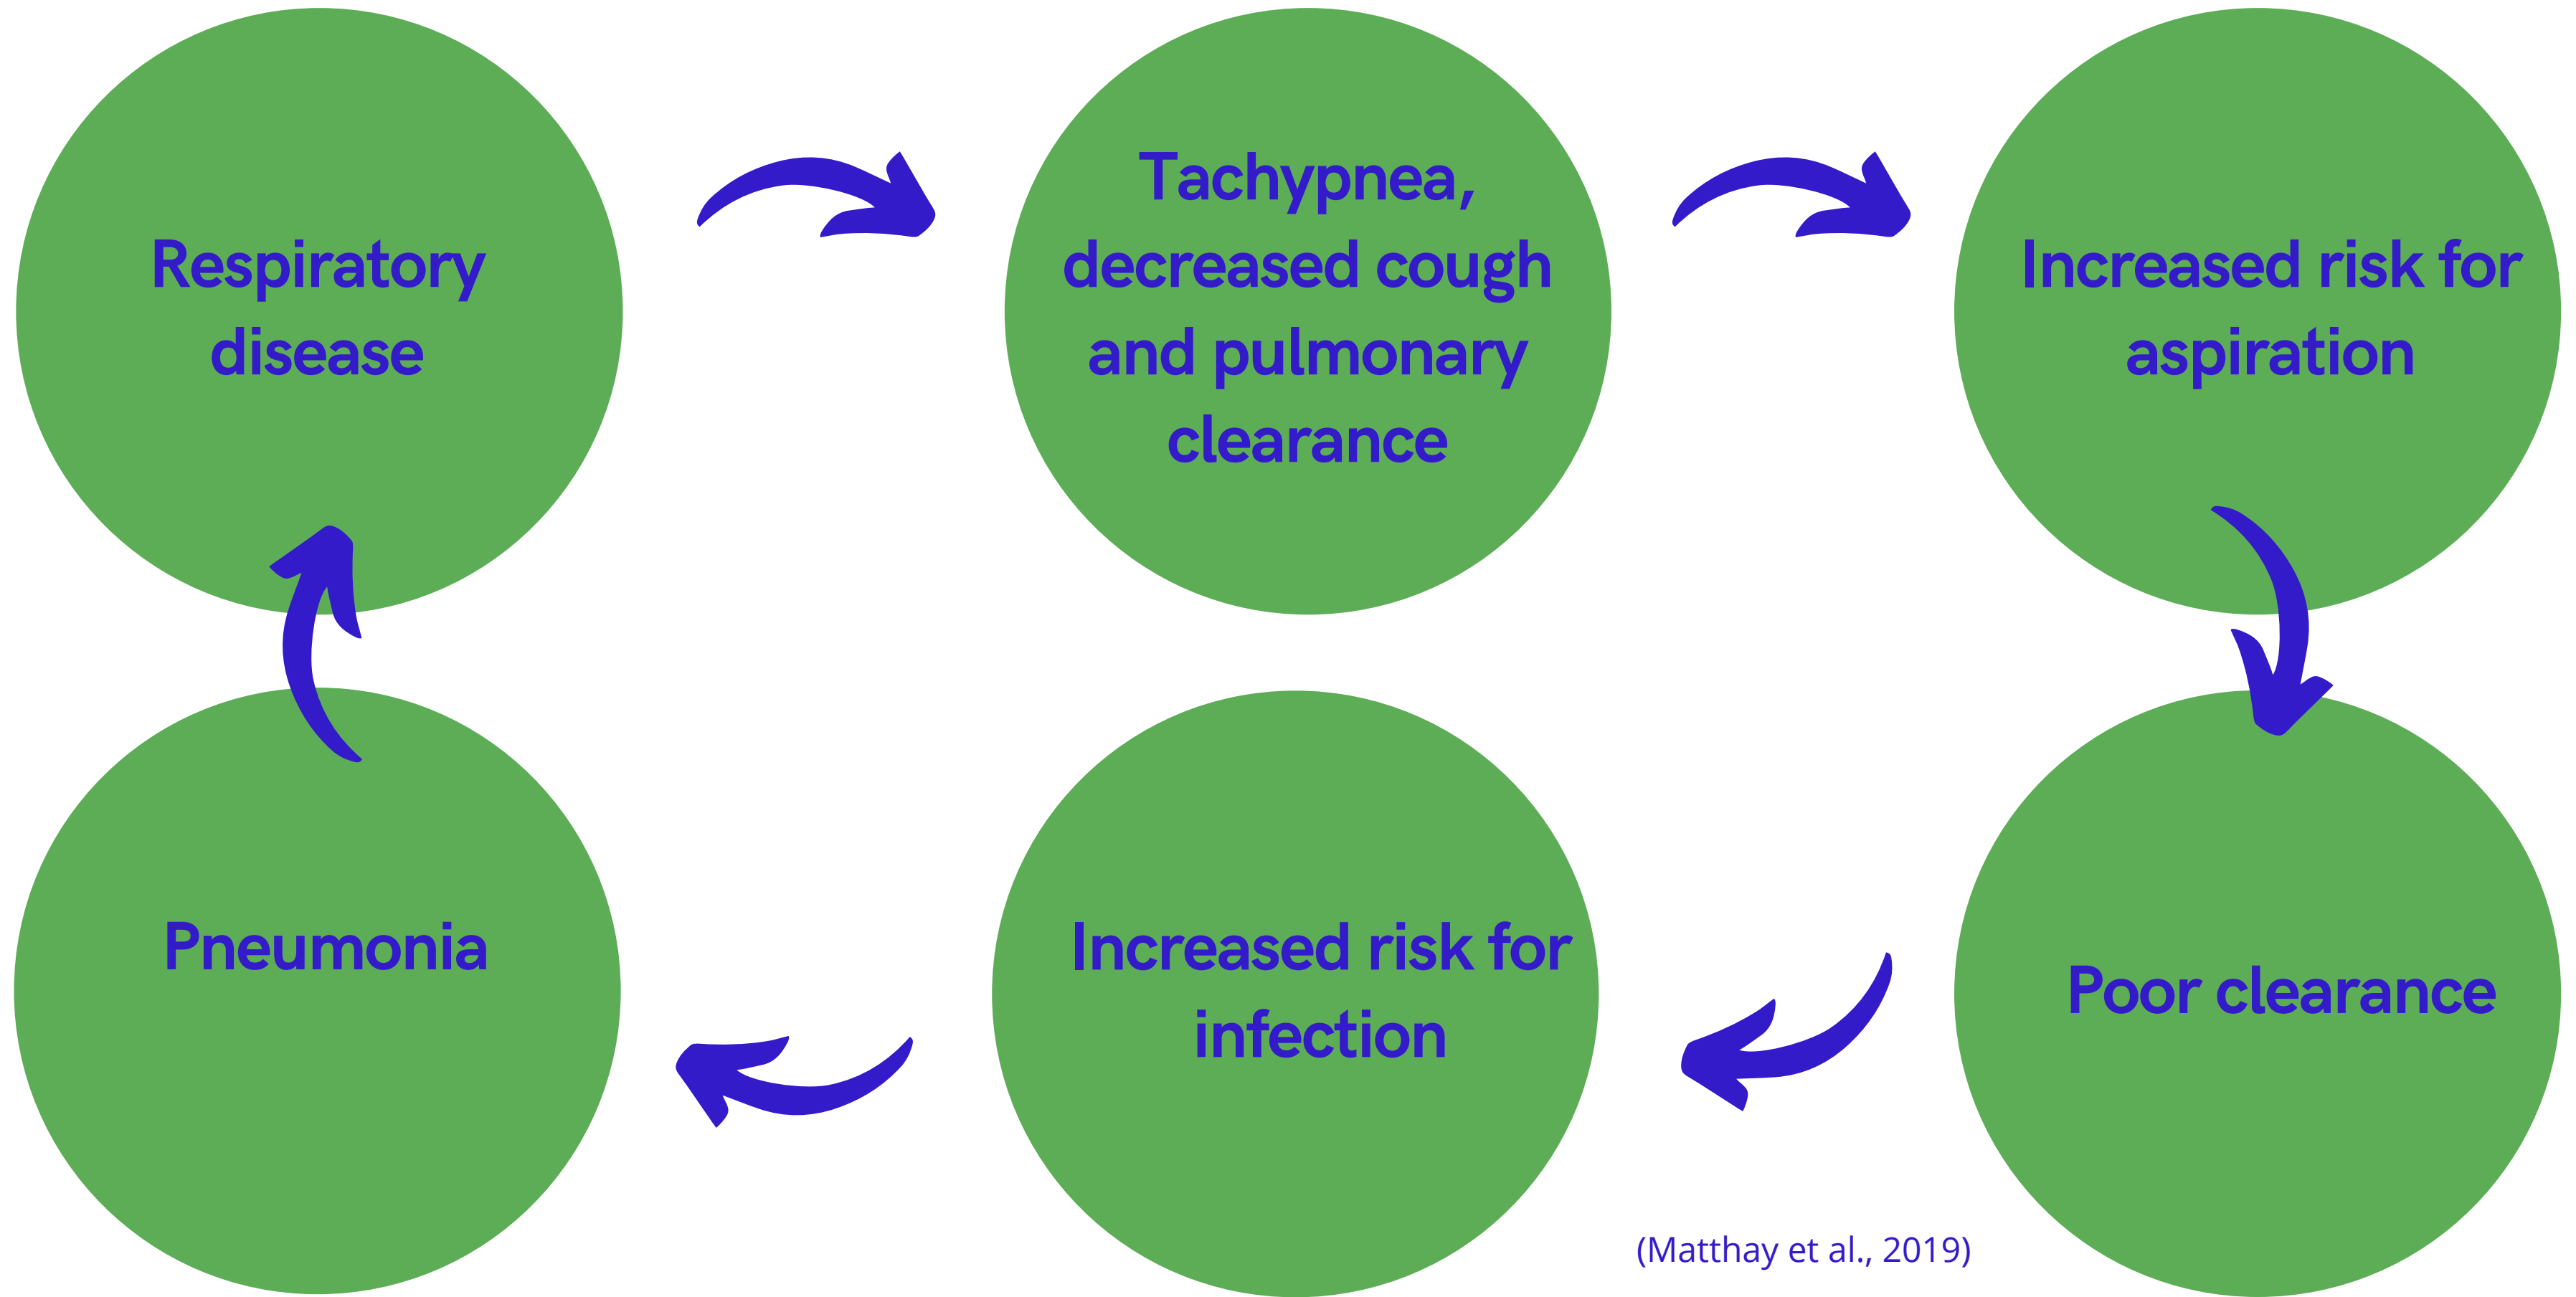 Respiratory
disease
Tachypnea,
decreased cough
and pulmonary
clearance
Increased risk for
aspiration
Poor clearance
Increased risk for
infection
Pneumonia
(Matthay et al., 2019)